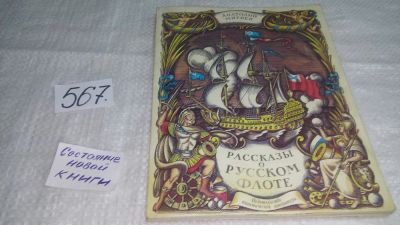 567.
Состояние
новой
книги
АНАТОЛИЙ
МИТЯЕВ
РАССКАЗЫ
О
РУССКОМ
ФЛОТЕ